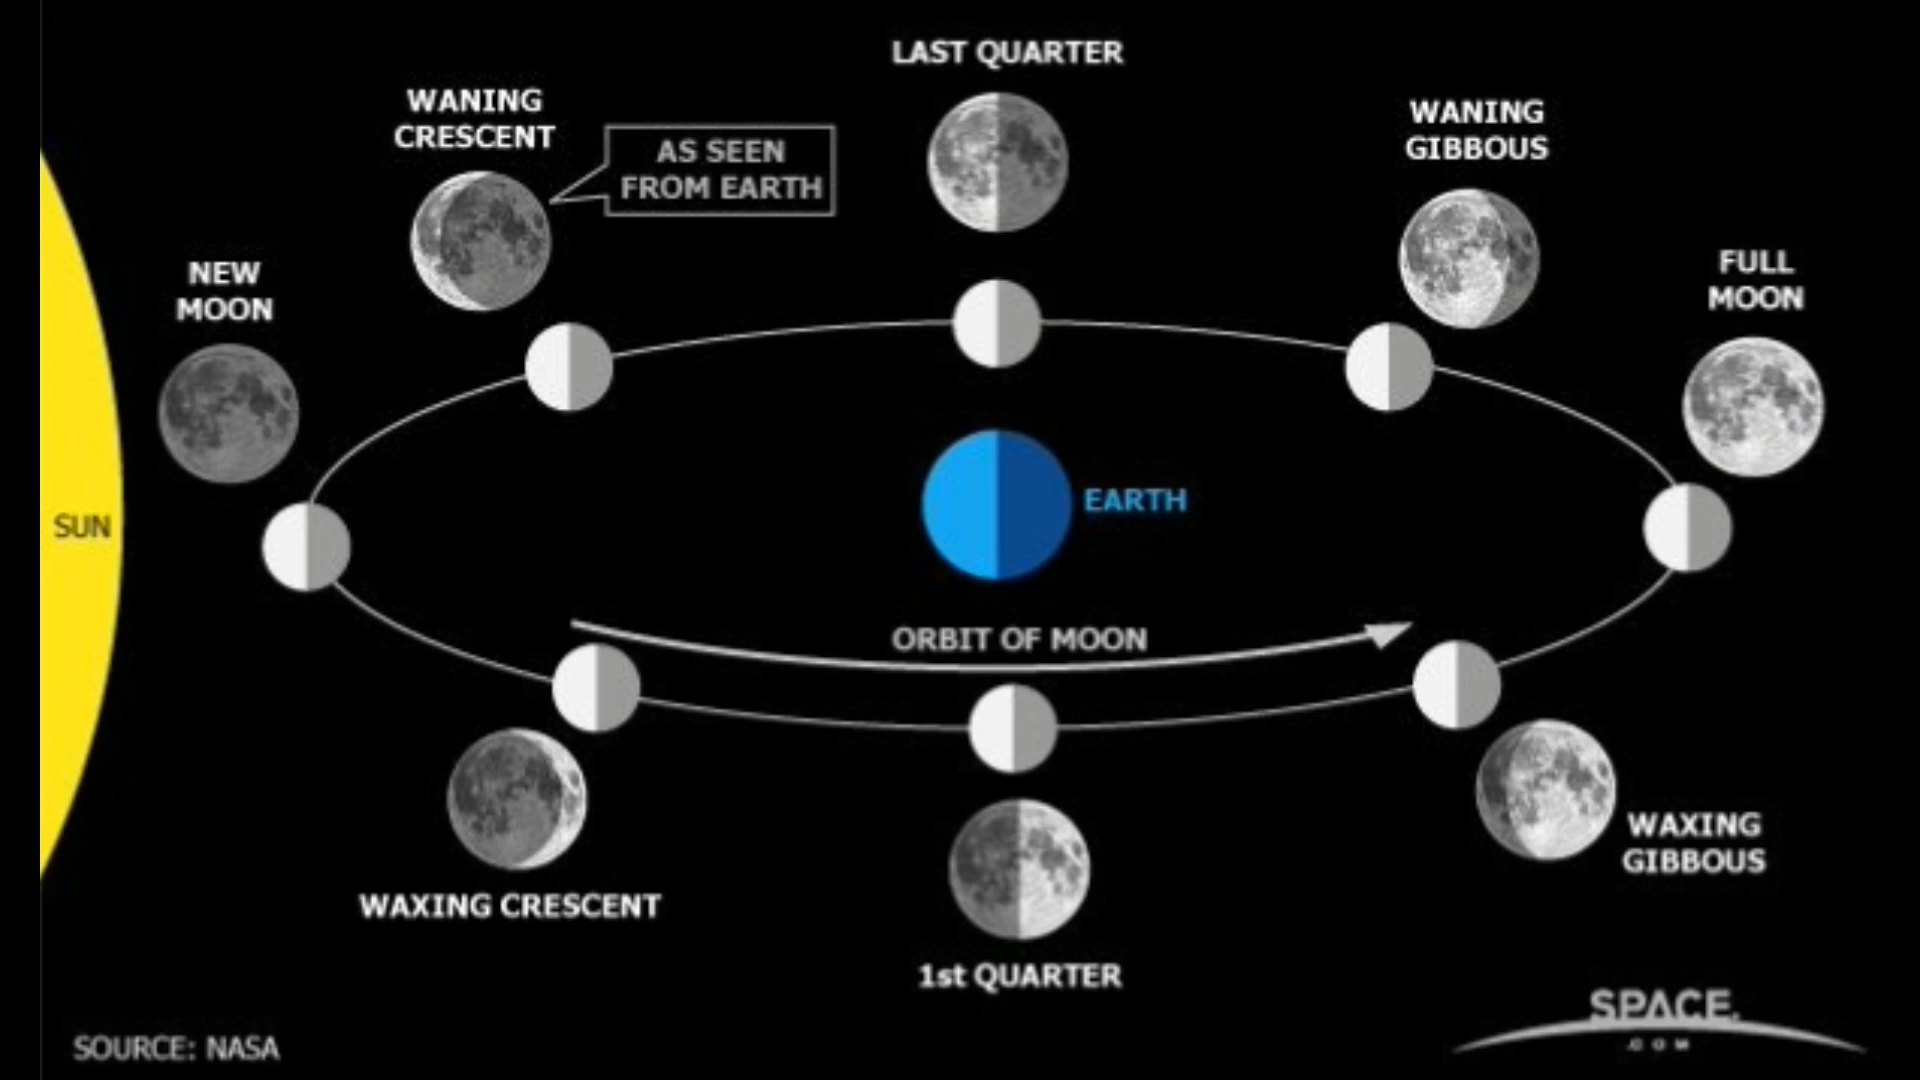 LAST QUARTER
WANING
CRESCENT
AS SEEN
FROM EARTH
WANING
GIBBOUS
NEW
MOON
FULL
MOON
SUN
EARTH
ORBIT OF MOON
WAXING CRESCENT
1st QUARTER
WAXING
GIBBOUS
SOURCE: NASA
SPACE.
.COM